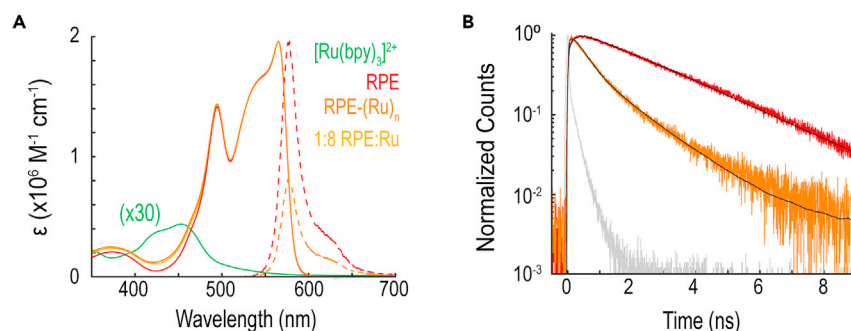 A
2
1
0
ε (x10⁶ M⁻¹ cm⁻¹)
[Ru(bpy)₃]²⁺
RPE
RPE-(Ru)ₙ
1:8 RPE:Ru
(x30)
400 500 600 700
Wavelength (nm)
B
10⁰
10⁻¹
10⁻²
10⁻³
Normalized Counts
0 2 4 6 8
Time (ns)